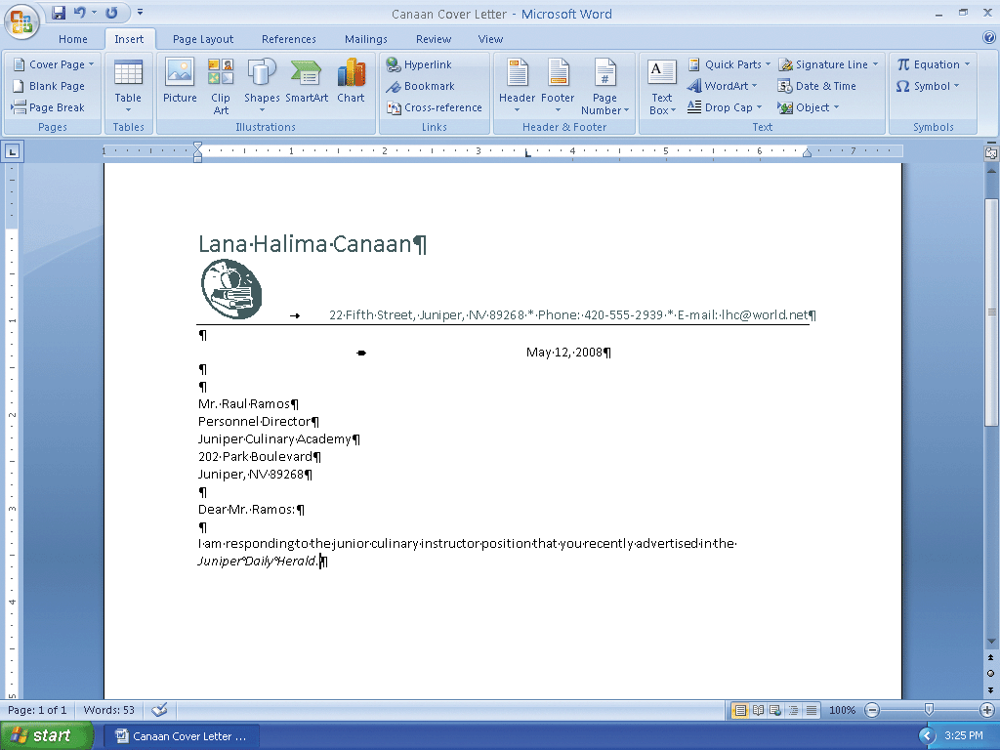 Canaan Cover Letter - Microsoft Word
Home Insert Page Layout References Mailings Review View
Cover Page
Blank Page
Page Break
Pages
Table
Tables
Picture
Clip Art
Shapes
SmartArt
Chart
Illustrations
Hyperlink
Bookmark
Cross-reference
Links
Header
Footer
Page Number
Header & Footer
Text Box
Quick Parts
WordArt
Drop Cap
Signature Line
Date & Time
Object
Text
Equation
Symbol
Symbols
1 1 2 3 4 5 6 7
Lana·Halima·Canaan¶
22·Fifth·Street,·Juniper,·NV·89268·*·Phone:·420-555-2939·*·E-mail:·lhc@world.net¶
¶
May·12,·2008¶
¶
¶
Mr.·Raul·Ramos¶
Personnel·Director¶
Juniper·Culinary·Academy¶
202·Park·Boulevard¶
Juniper,·NV·89268¶
¶
Dear·Mr.·Ramos:¶
¶
I·am·responding·to·the·junior·culinary·instructor·position·that·you·recently·advertised·in·the·
Juniper°Daily°Herald.¶
1
2
3
4
5
Page: 1 of 1 Words: 53 100%
start Canaan Cover Letter ... 3:25 PM